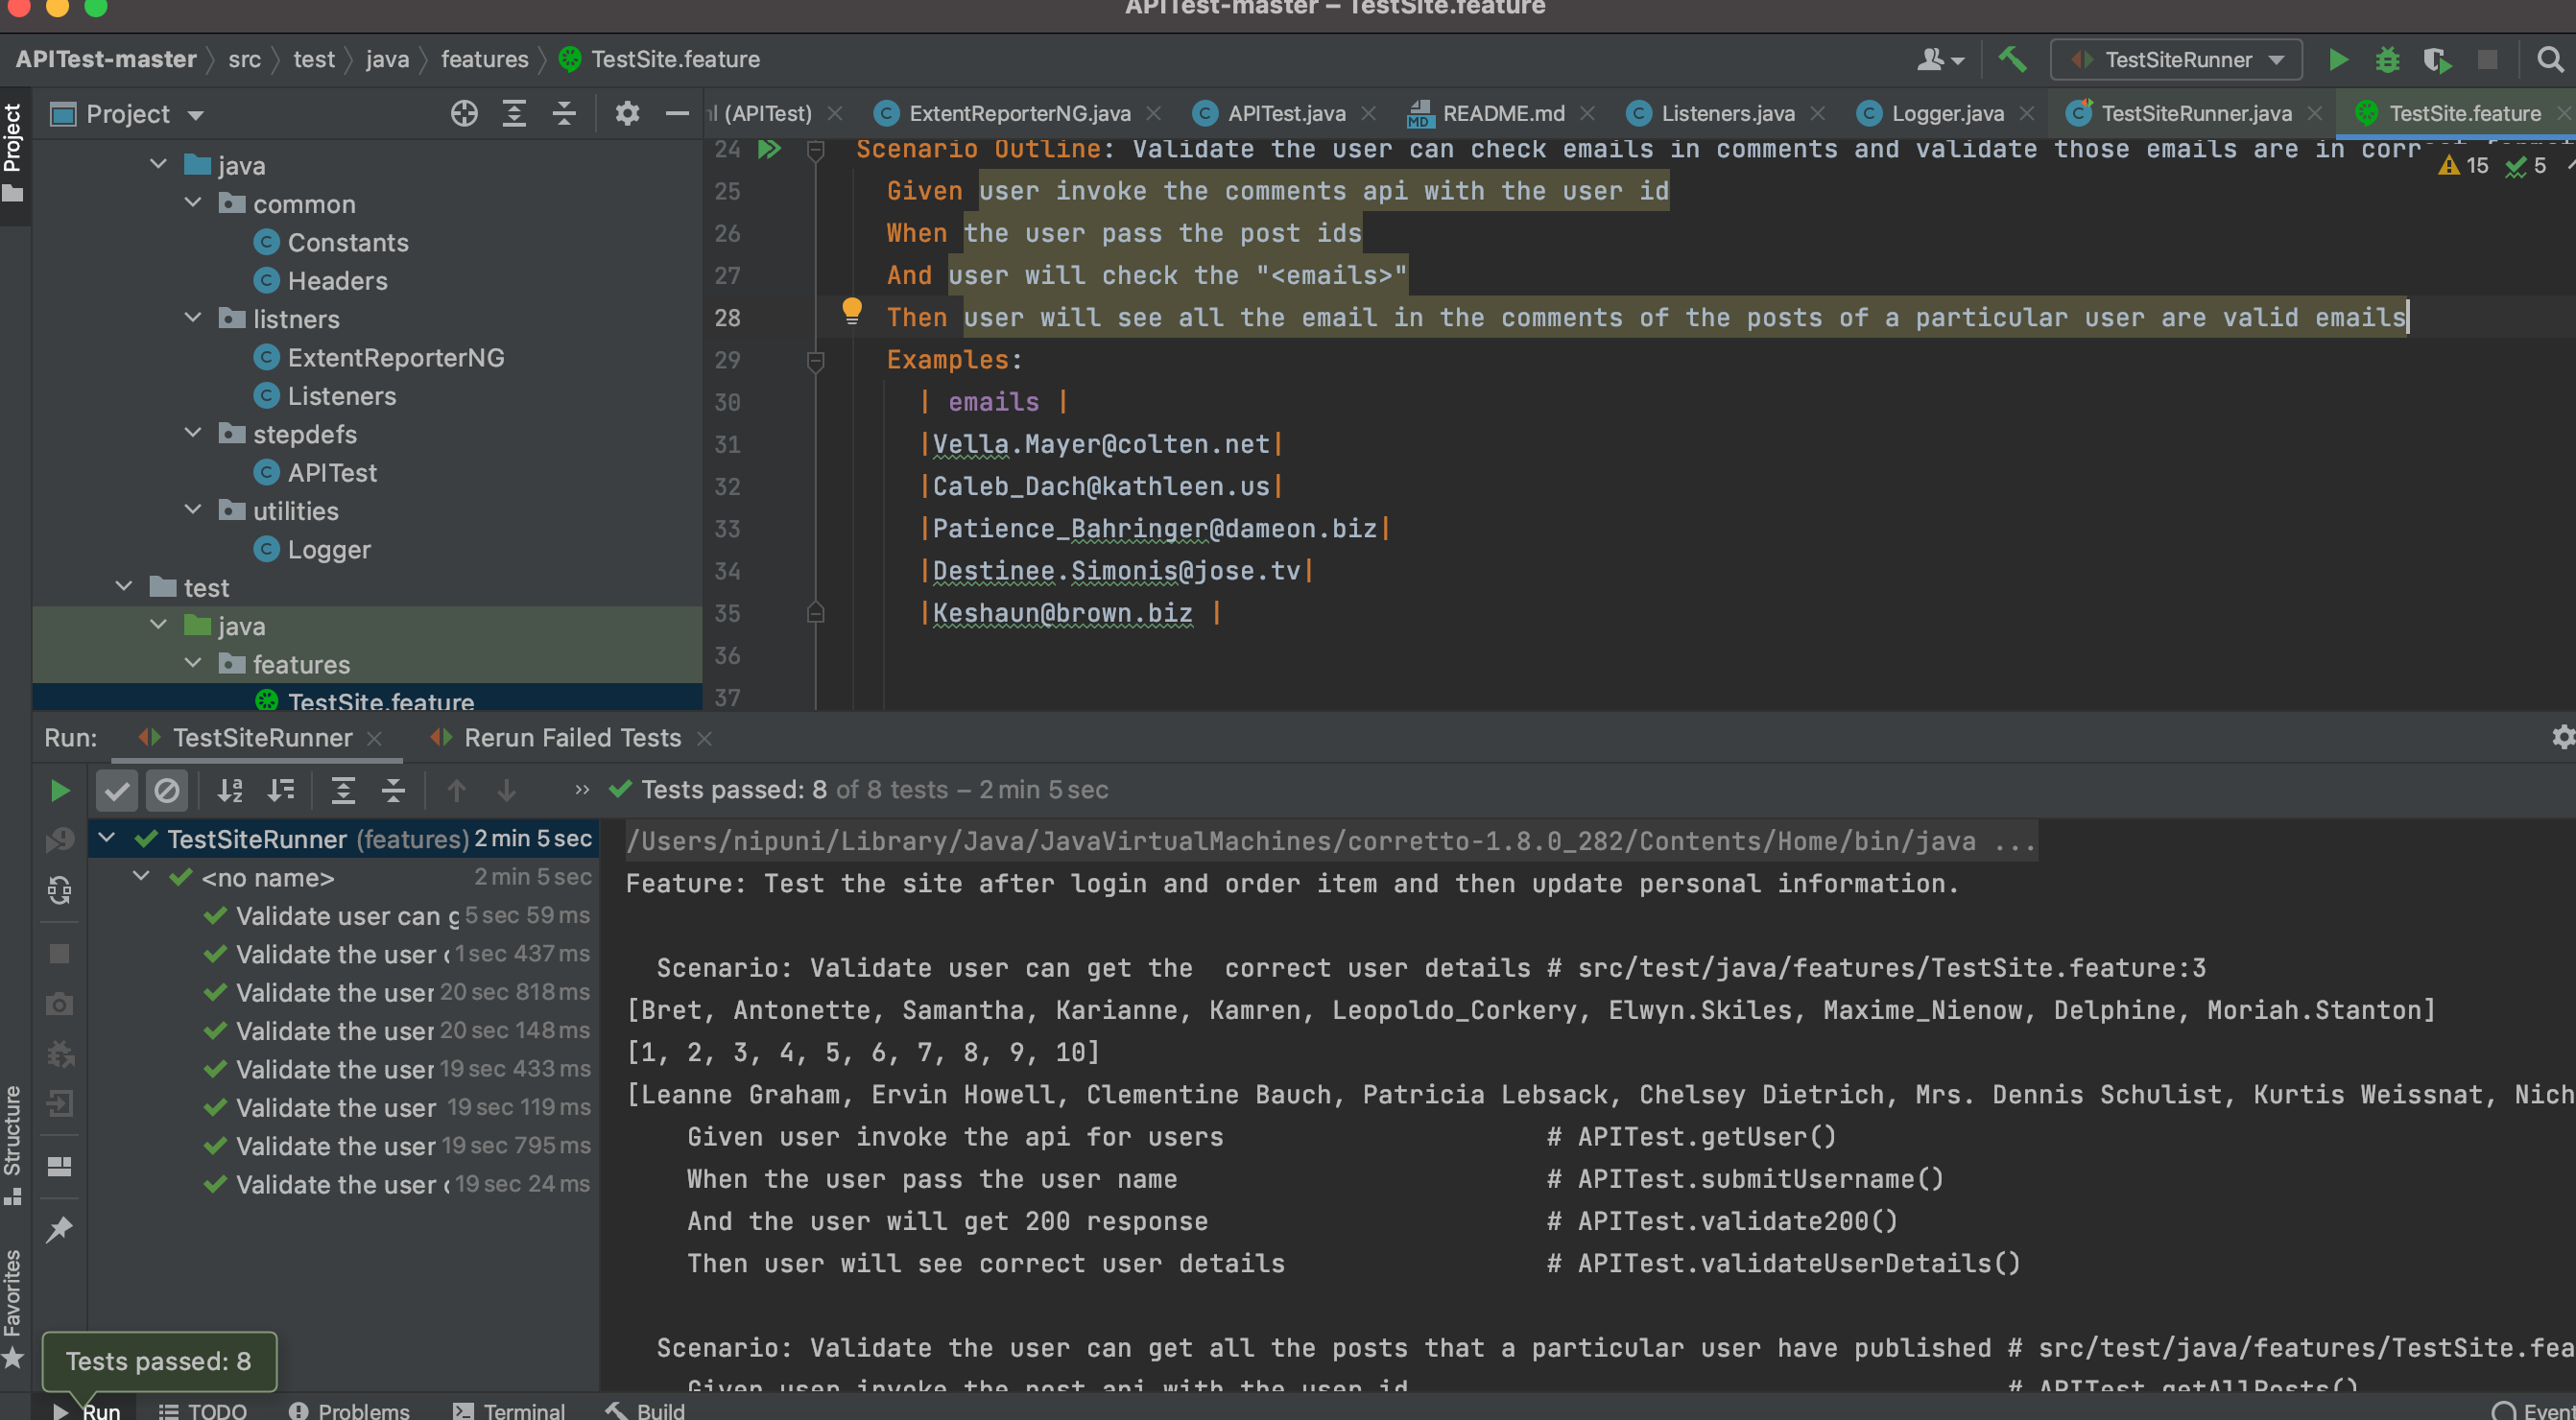 APITest-master – TestSite.feature
APITest-master src test java features TestSite.feature
TestSiteRunner
Project
(APITest) ExtentReporterNG.java APITest.java README.md Listeners.java Logger.java TestSiteRunner.java TestSite.feature
Project
java
common
Constants
Headers
listners
ExtentReporterNG
Listeners
stepdefs
APITest
utilities
Logger
test
java
features
TestSite.feature
15 5
24 Scenario Outline: Validate the user can check emails in comments and validate those emails are in
25 Given user invoke the comments api with the user id
26 When the user pass the post ids
27 And user will check the "<emails>"
28 Then user will see all the email in the comments of the posts of a particular user are valid emails
29 Examples:
30 | emails |
31 |Vella.Mayer@colten.net|
32 |Caleb_Dach@kathleen.us|
33 |Patience_Bahringer@dameon.biz|
34 |Destinee.Simonis@jose.tv|
35 |Keshaun@brown.biz |
36
37
Run: TestSiteRunner Rerun Failed Tests
» Tests passed: 8 of 8 tests – 2 min 5 sec
TestSiteRunner (features) 2 min 5 sec
<no name> 2 min 5 sec
Validate user can g 5 sec 59 ms
Validate the user 1 sec 437 ms
Validate the user 20 sec 818 ms
Validate the user 20 sec 148 ms
Validate the user 19 sec 433 ms
Validate the user 19 sec 119 ms
Validate the user 19 sec 795 ms
Validate the user 19 sec 24 ms
/Users/nipuni/Library/Java/JavaVirtualMachines/corretto-1.8.0_282/Contents/Home/bin/java ...
Feature: Test the site after login and order item and then update personal information.
Scenario: Validate user can get the  correct user details # src/test/java/features/TestSite.feature:3
[Bret, Antonette, Samantha, Karianne, Kamren, Leopoldo_Corkery, Elwyn.Skiles, Maxime_Nienow, Delphine, Moriah.Stanton]
[1, 2, 3, 4, 5, 6, 7, 8, 9, 10]
[Leanne Graham, Ervin Howell, Clementine Bauch, Patricia Lebsack, Chelsey Dietrich, Mrs. Dennis Schulist, Kurtis Weissnat, Nich
Given user invoke the api for users # APITest.getUser()
When the user pass the user name # APITest.submitUsername()
And the user will get 200 response # APITest.validate200()
Then user will see correct user details # APITest.validateUserDetails()
Scenario: Validate the user can get all the posts that a particular user have published # src/test/java/features/TestSite.fea
Given user invoke the post api with the user id # APITest.getAllPosts()
Structure
Favorites
Tests passed: 8
Run TODO Problems Terminal Build Event